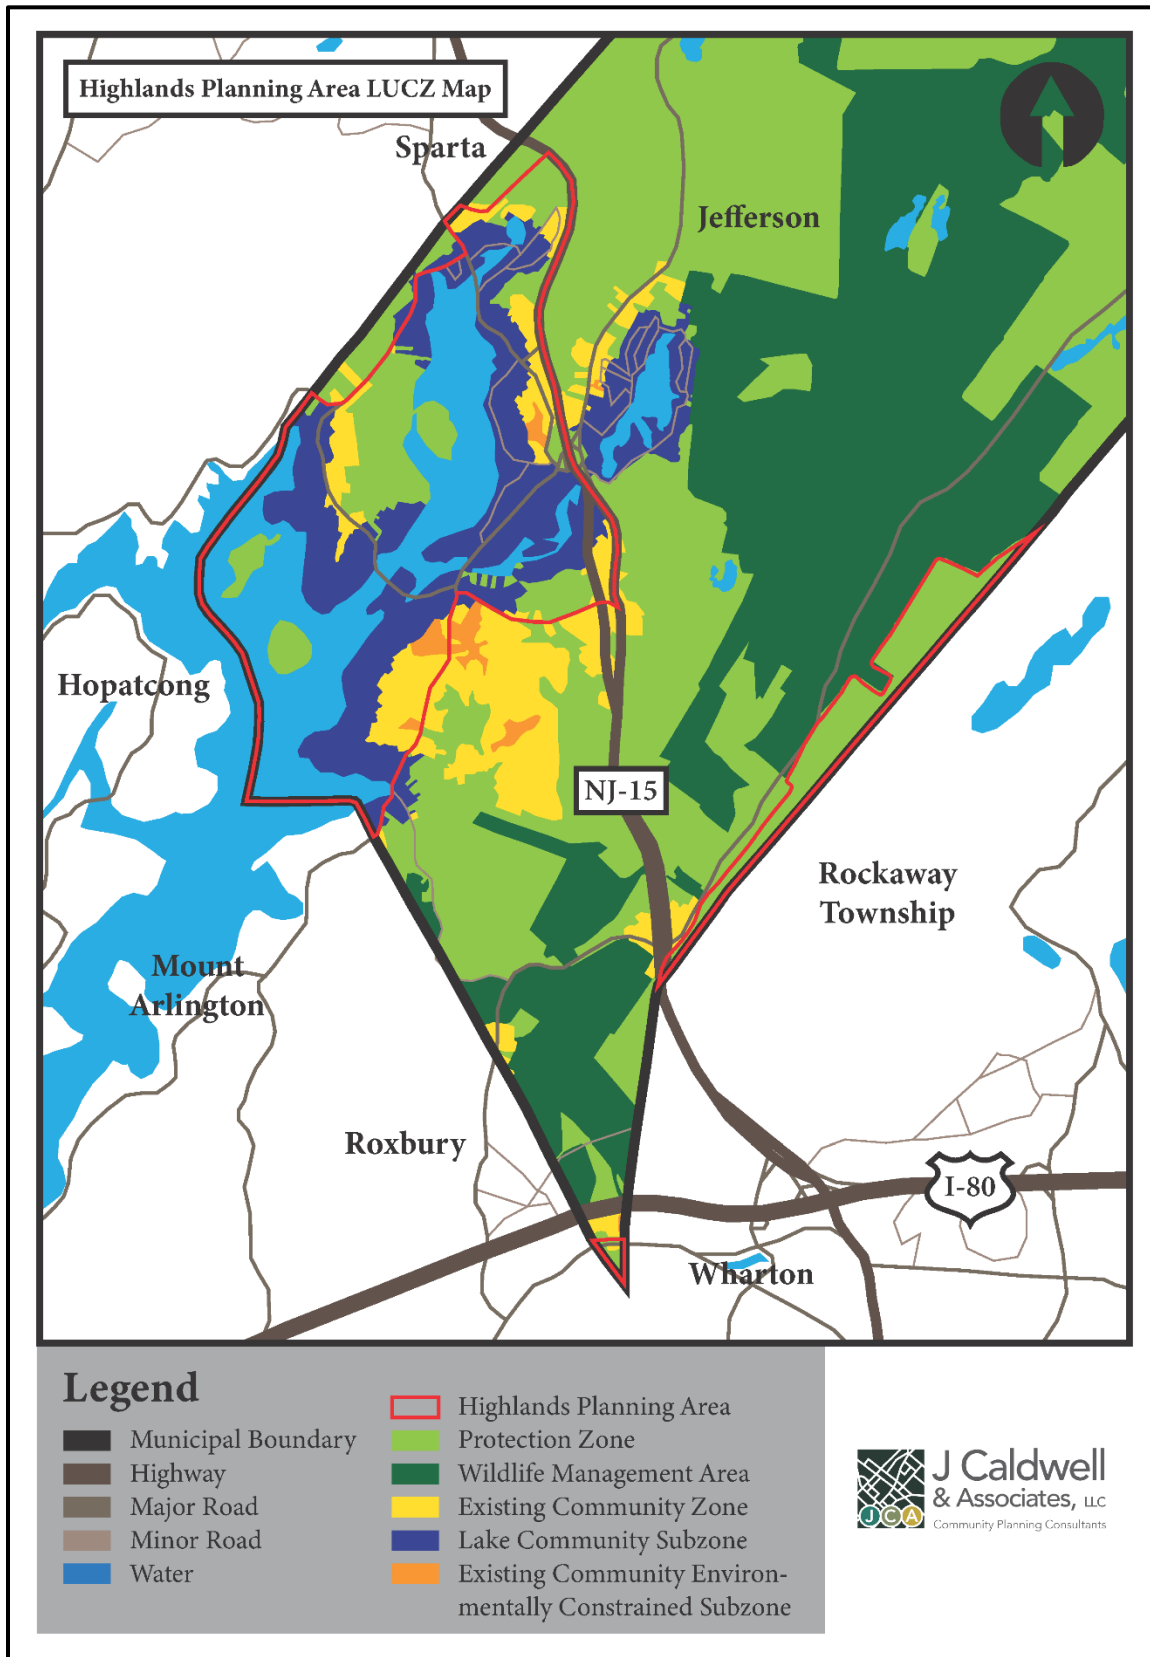 Highlands Planning Area LUCZ Map
Sparta
Jefferson
Hopatcong
NJ-15
Rockaway
Township
Mount
Arlington
Roxbury
I-80
Wharton
Legend
Municipal Boundary
Highway
Major Road
Minor Road
Water
Highlands Planning Area
Protection Zone
Wildlife Management Area
Existing Community Zone
Lake Community Subzone
Existing Community Environ-
mentally Constrained Subzone
JCA
J Caldwell
& Associates, LLC
Community Planning Consultants